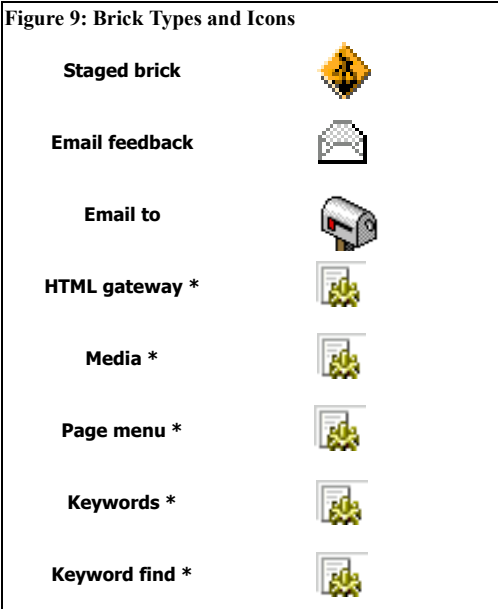 Figure 9: Brick Types and Icons
Staged brick
Email feedback
Email to
HTML gateway *
Media *
Page menu *
Keywords *
Keyword find *